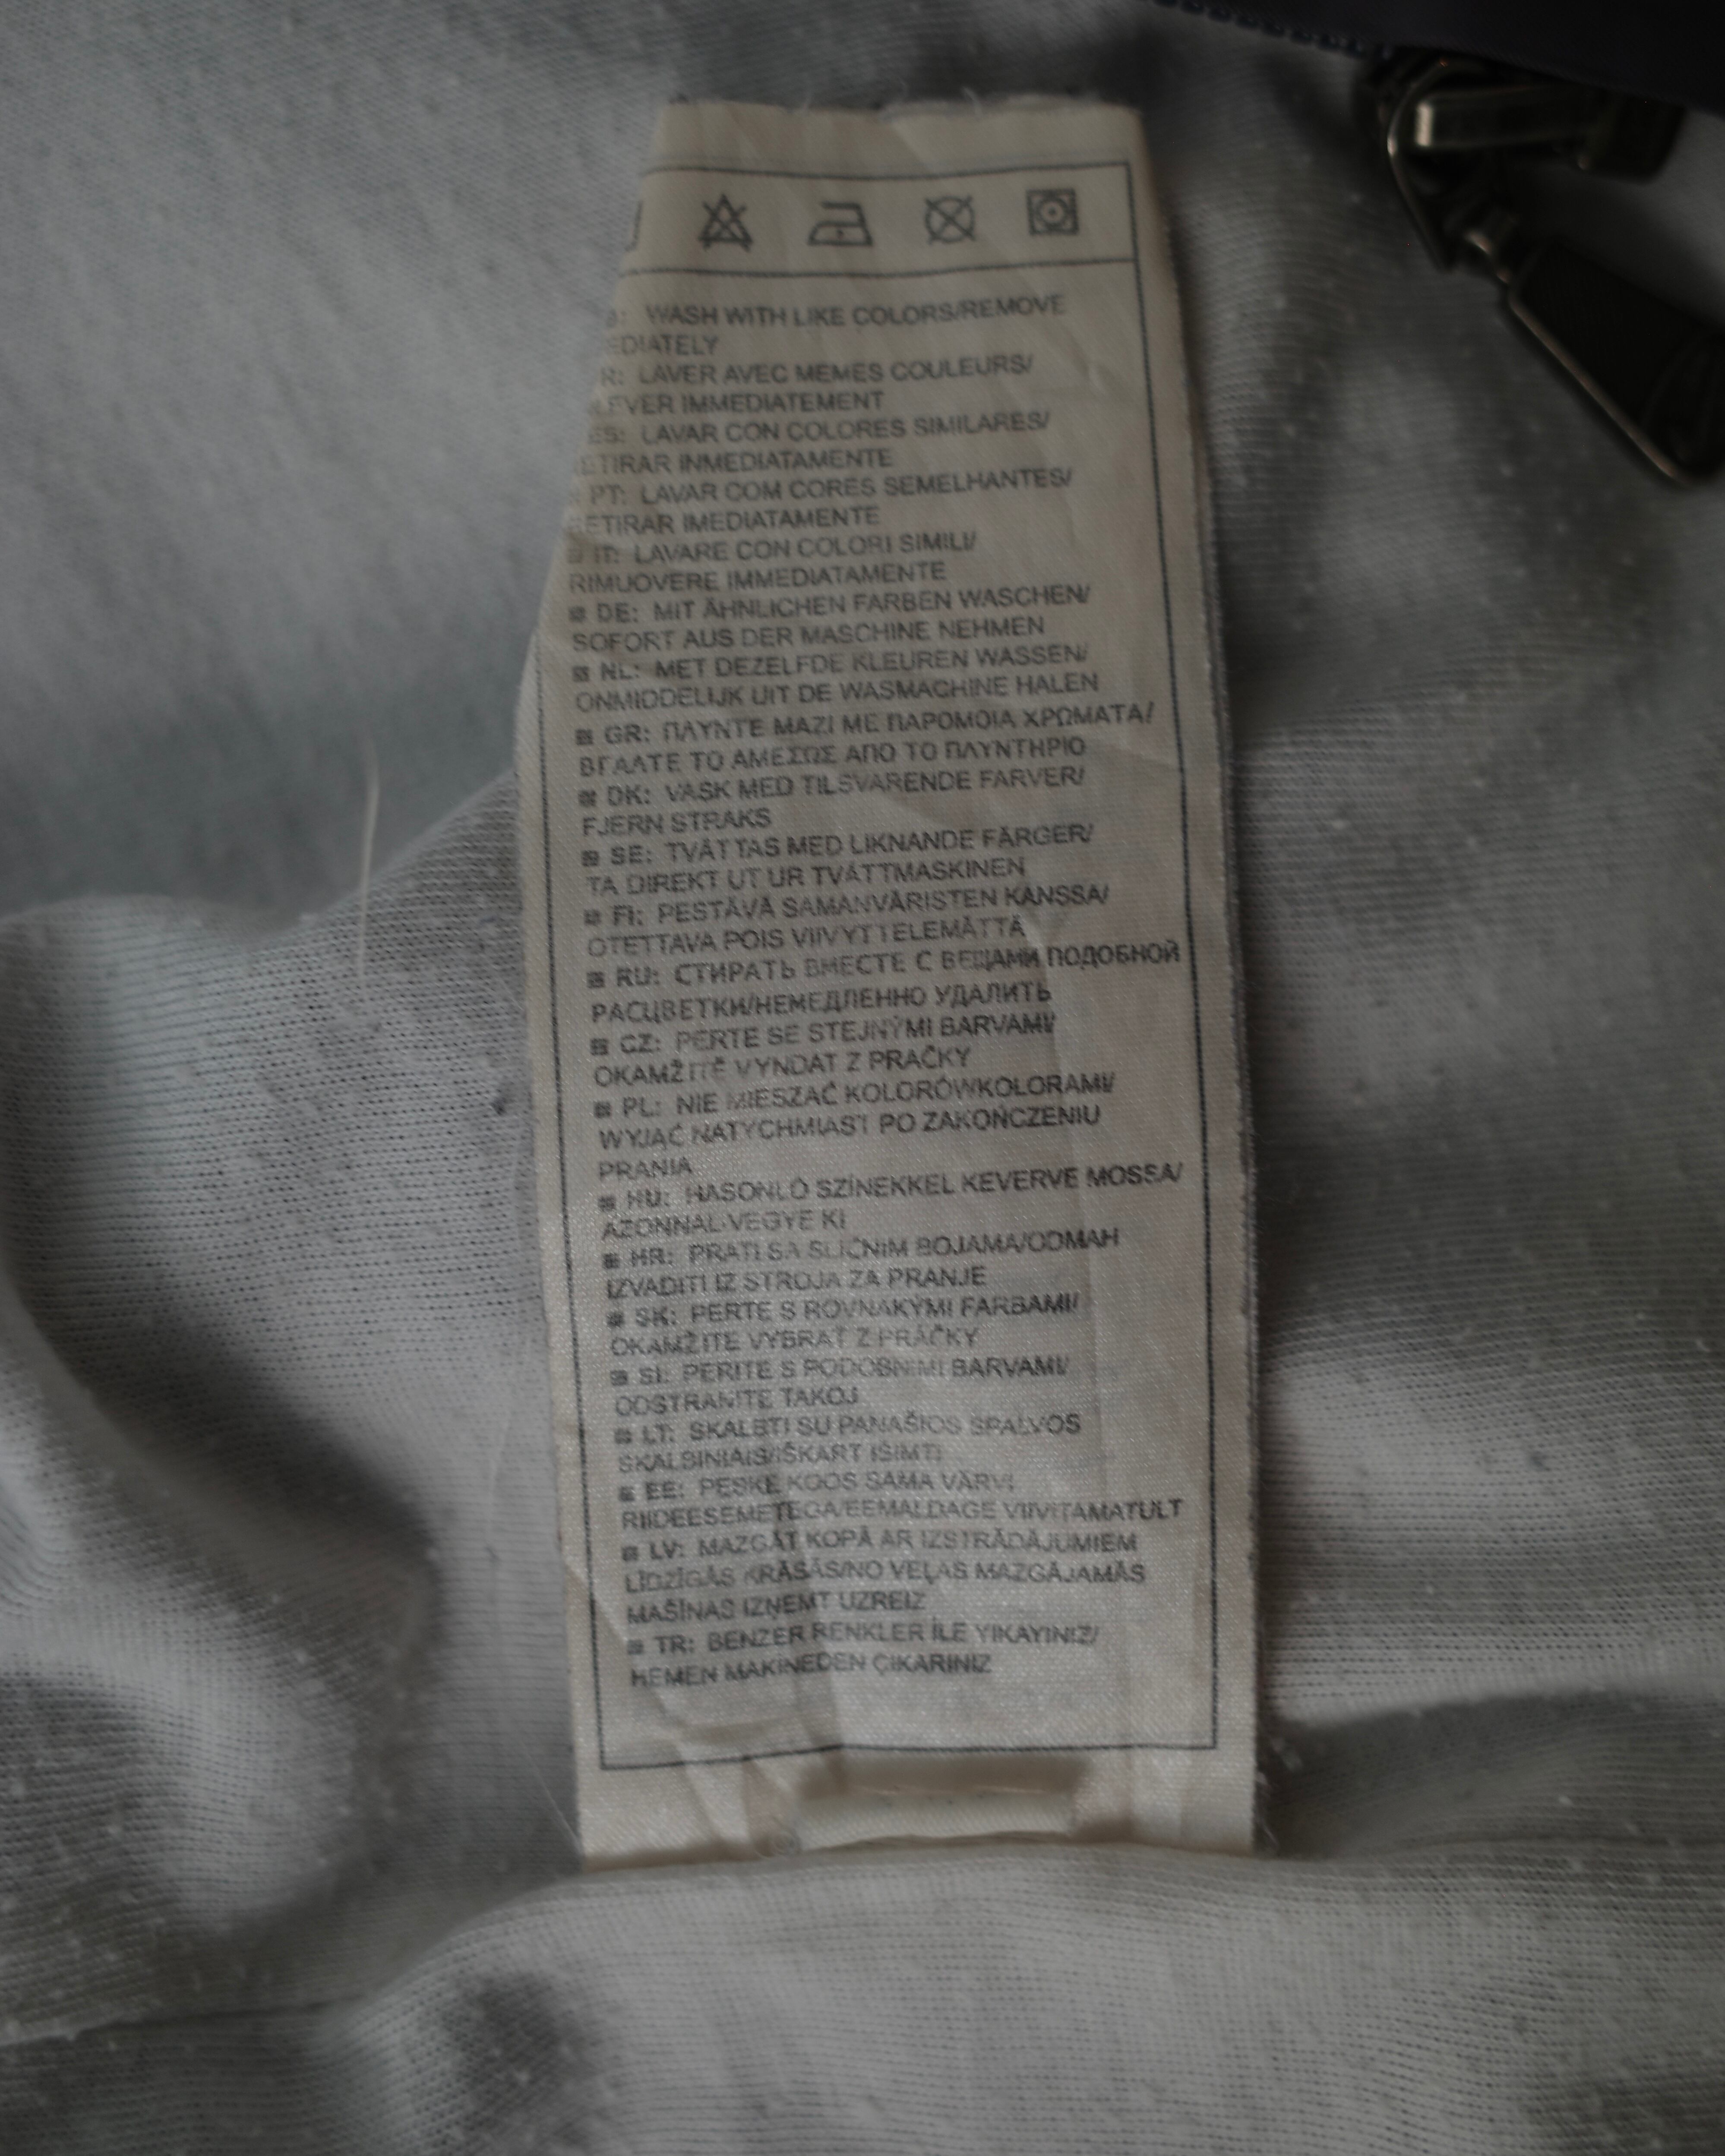 WASH WITH LIKE COLORS/REMOVE
EDIATELY
R: LAVER AVEC MEMES COULEURS/
LEVER IMMEDIATEMENT
ES: LAVAR CON COLORES SIMILARES/
ETIRAR INMEDIATAMENTE
PT: LAVAR COM CORES SEMELHANTES/
RETIRAR IMEDIATAMENTE
IT: LAVARE CON COLORI SIMILI/
RIMUOVERE IMMEDIATAMENTE
DE: MIT ÄHNLICHEN FARBEN WASCHEN/
SOFORT AUS DER MASCHINE NEHMEN
NL: MET DEZELFDE KLEUREN WASSEN/
ONMIDDELIJK UIT DE WASMACHINE HALEN
GR: ΠΛΥΝΤΕ ΜΑΖΙ ΜΕ ΠΑΡΟΜΟΙΑ ΧΡΩΜΑΤΑ/
ΒΓΑΛΤΕ ΤΟ ΑΜΕΣΩΣ ΑΠΟ ΤΟ ΠΛΥΝΤΗΡΙΟ
DK: VASK MED TILSVARENDE FARVER/
FJERN STRAKS
SE: TVÄTTAS MED LIKNANDE FÄRGER/
TA DIREKT UT UR TVÄTTMASKINEN
FI: PESTÄVÄ SAMANVÄRISTEN KANSSA/
OTETTAVA POIS VIIVYTTELEMÄTTÄ
RU: СТИРАТЬ ВМЕСТЕ С ВЕЩАМИ ПОДОБНОЙ
РАСЦВЕТКИ/НЕМЕДЛЕННО УДАЛИТЬ
CZ: PERTE SE STEJNÝMI BARVAMI/
OKAMŽITĚ VYNDAT Z PRAČKY
PL: NIE MIESZAĆ KOLORÓWKOLORAMI/
WYJĄĆ NATYCHMIAST PO ZAKOŃCZENIU
PRANIA
HU: HASONLÓ SZÍNEKKEL KEVERVE MOSSA/
AZONNAL VEGYE KI
HR: PRATI SA SLIČNIM BOJAMA/ODMAH
IZVADITI IZ STROJA ZA PRANJE
SK: PERTE S ROVNAKÝMI FARBAMI/
OKAMŽITE VYBRAŤ Z PRÁČKY
SI: PERITE S PODOBNIMI BARVAMI/
ODSTRANITE TAKOJ
LT: SKALBTI SU PANAŠIOS SPALVOS
SKALBINIAIS/IŠKART IŠIMTI
EE: PESKE KOOS SAMA VÄRVI
RIIDEESEMETEGA/EEMALDAGE VIIVITAMATULT
LV: MAZGĀT KOPĀ AR IZSTRĀDĀJUMIEM
LĪDZĪGĀS KRĀSĀS/NO VEĻAS MAZGĀJAMĀS
MAŠĪNAS IZŅEMT UZREIZ
TR: BENZER RENKLER İLE YIKAYINIZ/
HEMEN MAKİNEDEN ÇIKARINIZ